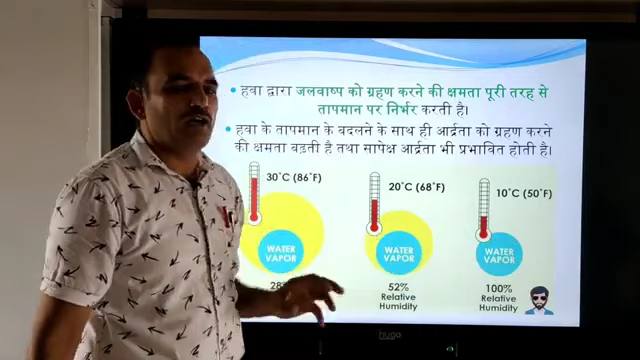 • हवा द्वारा जलवाष्प को ग्रहण करने की क्षमता पूरी तरह से
तापमान पर निर्भर करती है।
• हवा के तापमान के बदलने के साथ ही आर्द्रता को ग्रहण करने
की क्षमता बढ़ती है तथा सापेक्ष आर्द्रता भी प्रभावित होती है।
30°C (86°F)
20°C (68°F)
10°C (50°F)
WATER
VAPOR
WATER
VAPOR
WATER
VAPOR
52%
Relative
Humidity
100%
Relative
Humidity